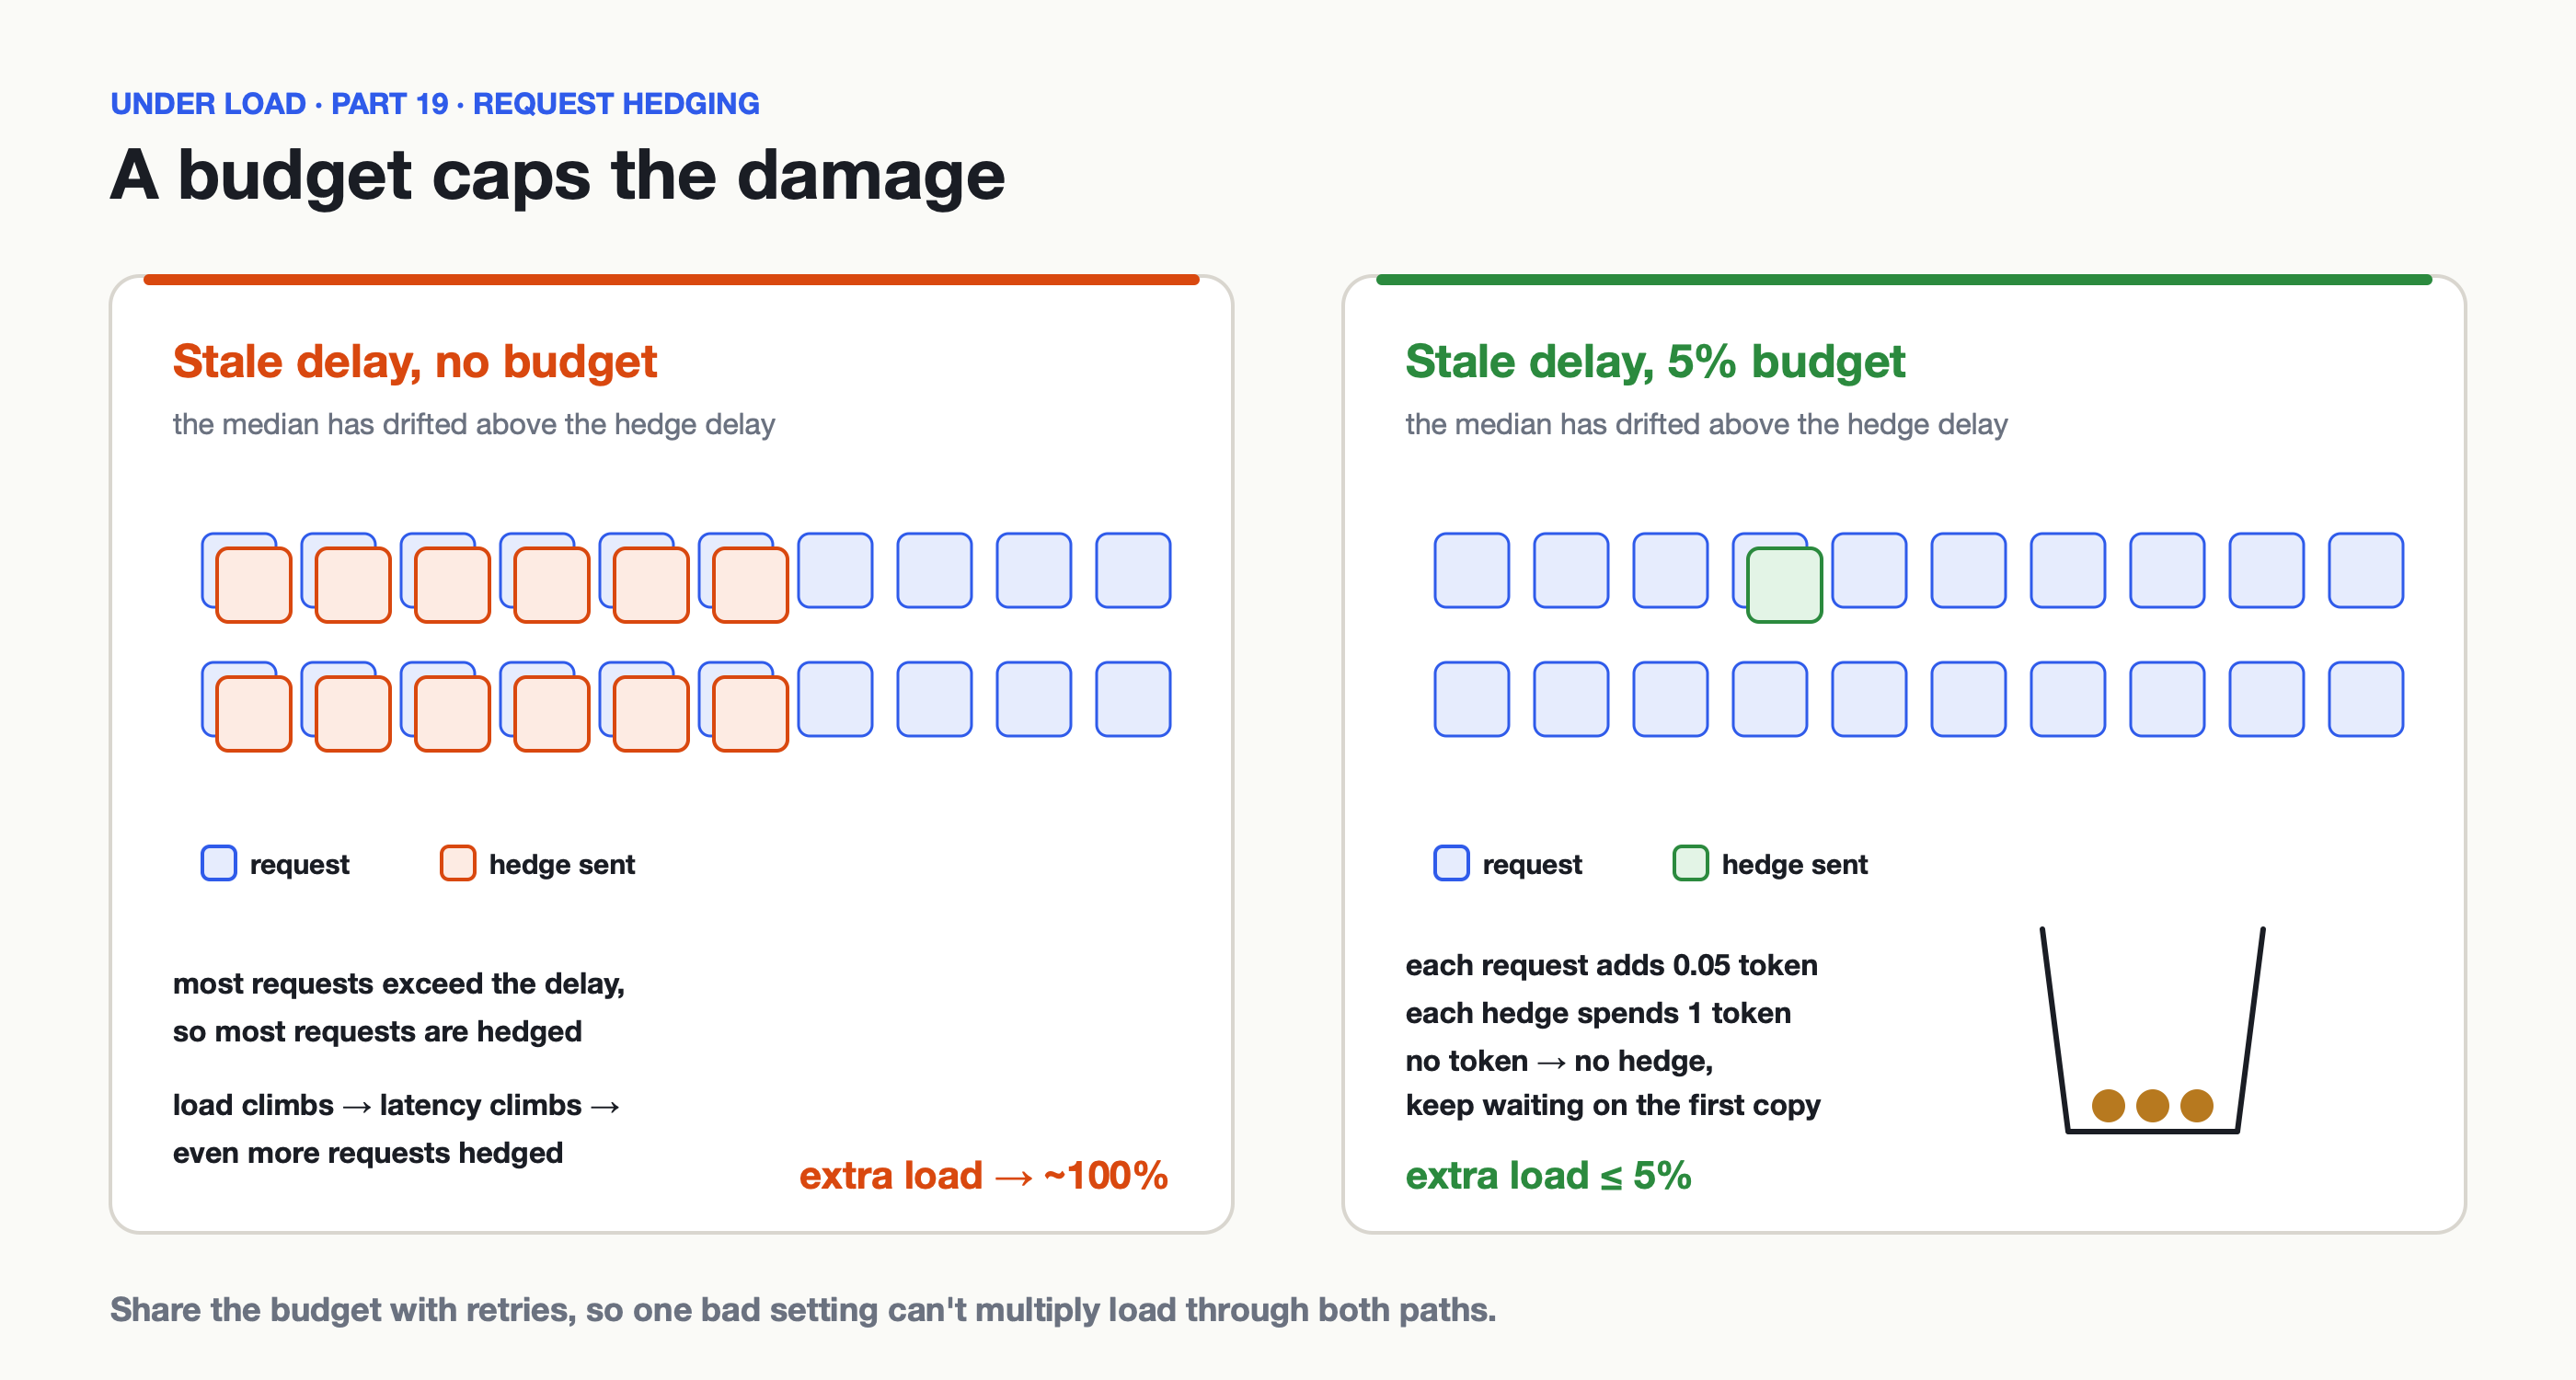 UNDER LOAD · PART 19 · REQUEST HEDGING
A budget caps the damage
Stale delay, no budget
the median has drifted above the hedge delay
request
hedge sent
most requests exceed the delay,
so most requests are hedged
load climbs → latency climbs →
even more requests hedged
extra load → ~100%
Stale delay, 5% budget
the median has drifted above the hedge delay
request
hedge sent
each request adds 0.05 token
each hedge spends 1 token
no token → no hedge,
keep waiting on the first copy
extra load ≤ 5%
Share the budget with retries, so one bad setting can't multiply load through both paths.